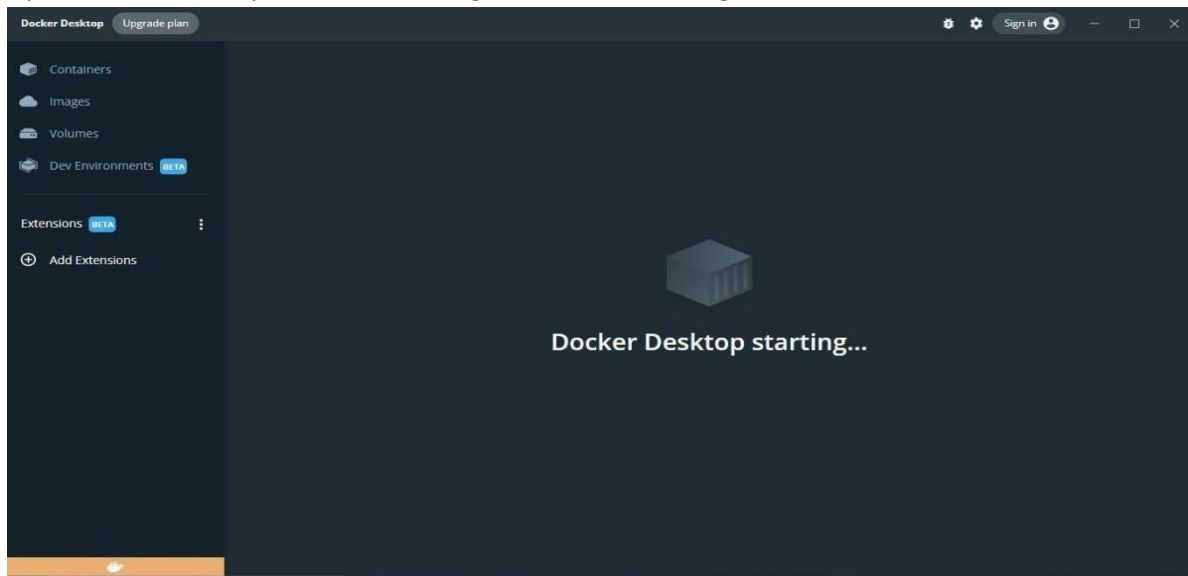 Docker Desktop Upgrade plan Sign in
Containers
Images
Volumes
Dev Environments BETA
Extensions BETA
Add Extensions
Docker Desktop starting...